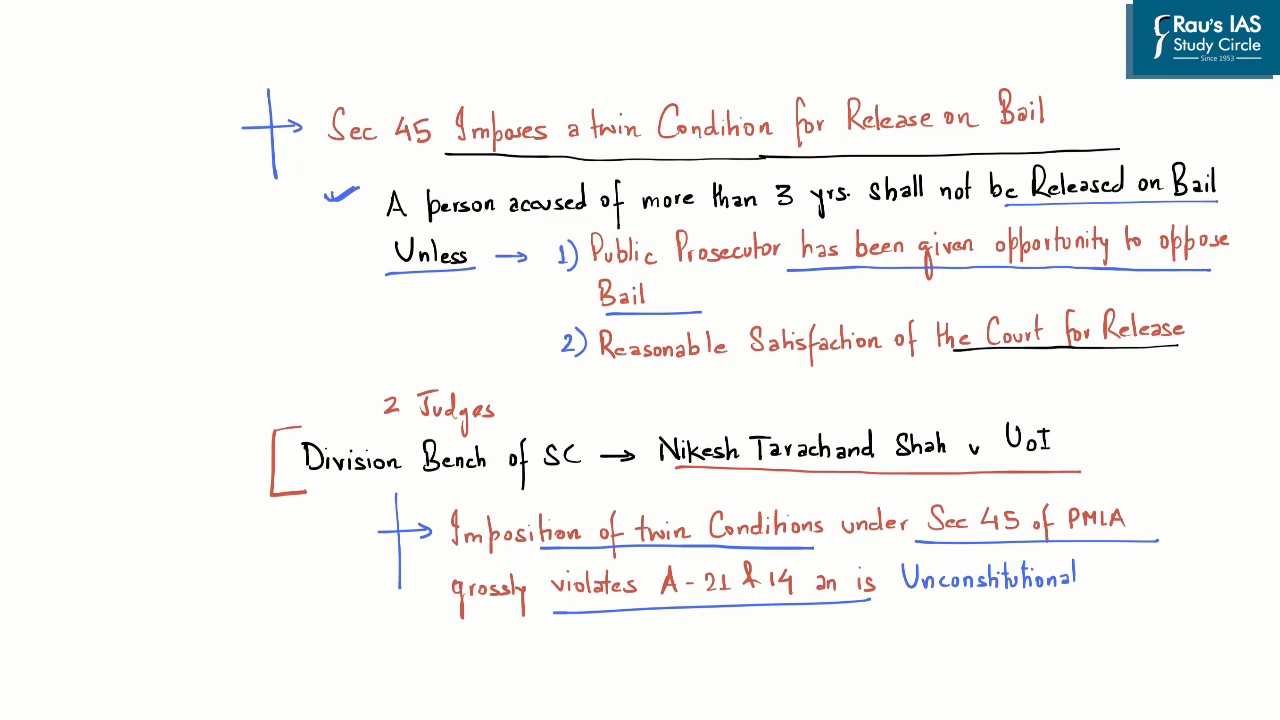 Rau's IAS
Study Circle
Since 1953
Sec 45 Imposes a twin Condition for Release on Bail
A person accused of more than 3 yrs. shall not be Released on Bail
Unless → 1) Public Prosecutor has been given opportunity to oppose
Bail
2) Reasonable Satisfaction of the Court for Release
2 Judges
Division Bench of SC → Nikesh Tarachand Shah v UOI
Imposition of twin Conditions under Sec 45 of PMLA
grossly violates A-21 & 14 an is Unconstitutional